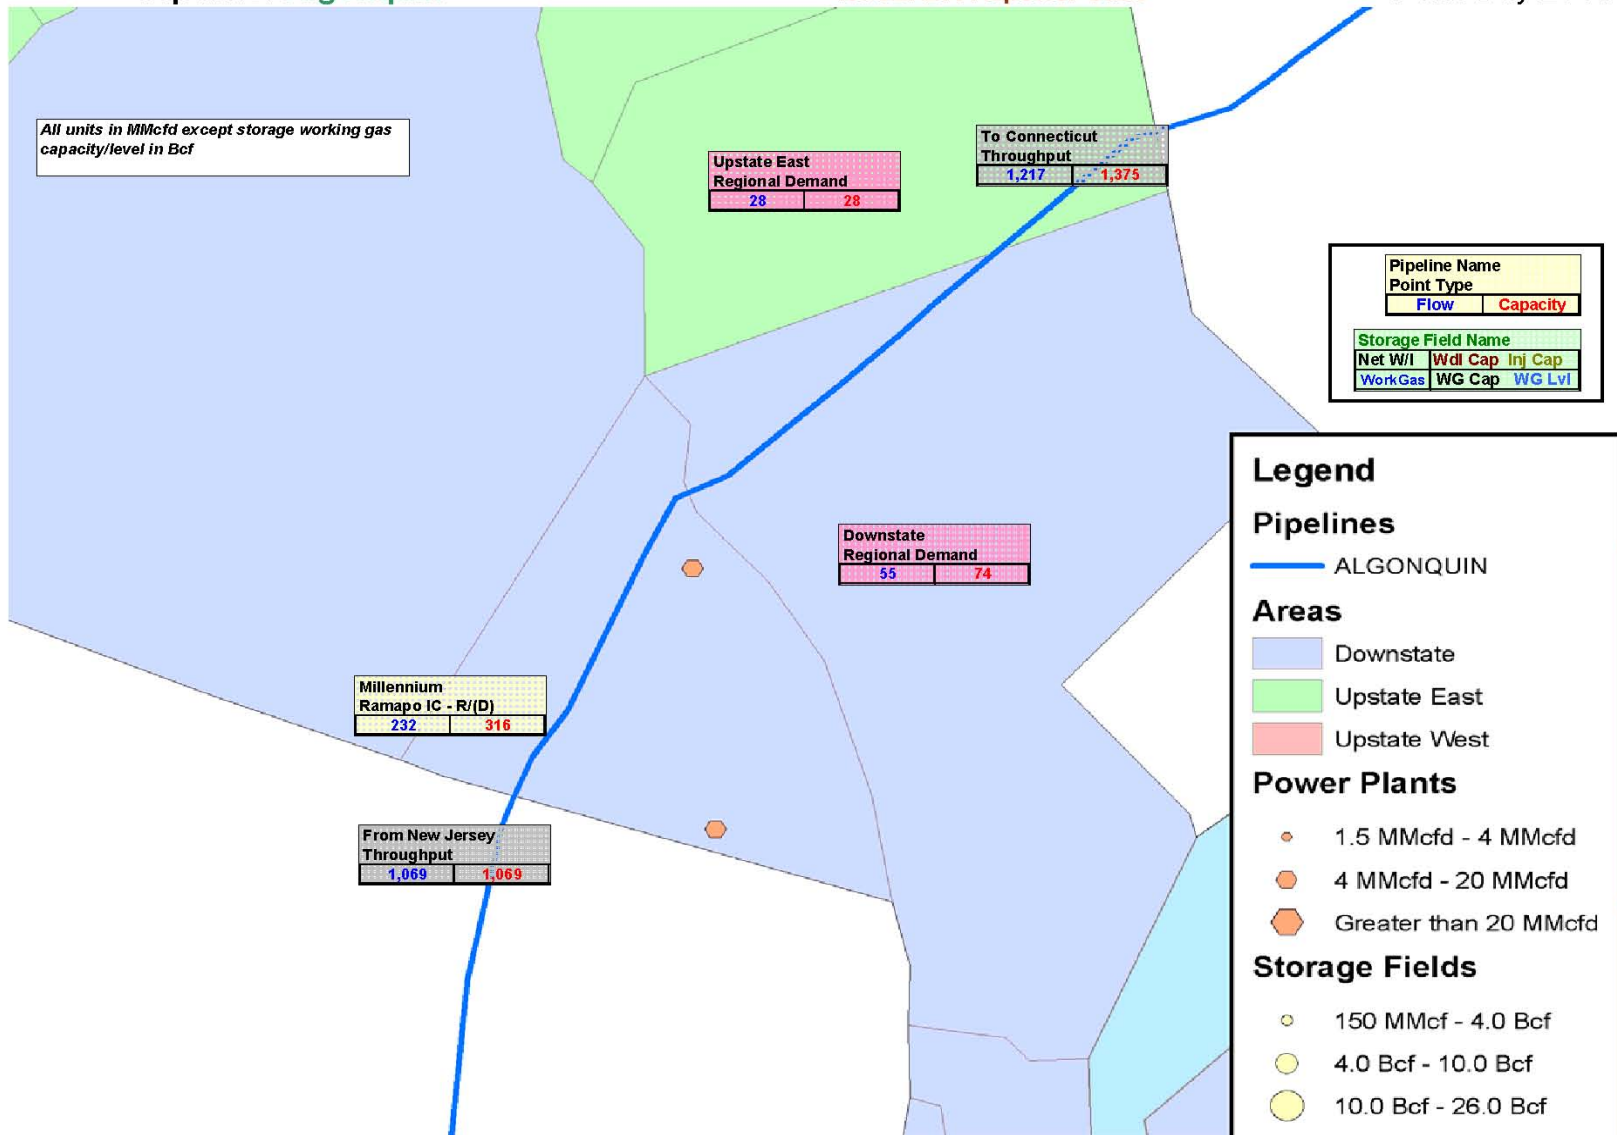 All units in MMcfd except storage working gas
capacity/level in Bcf
To Connecticut
Throughput
1,217 1,375
Upstate East
Regional Demand
28 28
Pipeline Name
Point Type
Flow Capacity
Storage Field Name
Net W/I Wdl Cap Inj Cap
WorkGas WG Cap WG Lvl
Downstate
Regional Demand
55 74
Millennium
Ramapo IC - R/(D)
232 316
From New Jersey
Throughput
1,069 1,069
Legend
Pipelines
ALGONQUIN
Areas
Downstate
Upstate East
Upstate West
Power Plants
1.5 MMcfd - 4 MMcfd
4 MMcfd - 20 MMcfd
Greater than 20 MMcfd
Storage Fields
150 MMcf - 4.0 Bcf
4.0 Bcf - 10.0 Bcf
10.0 Bcf - 26.0 Bcf